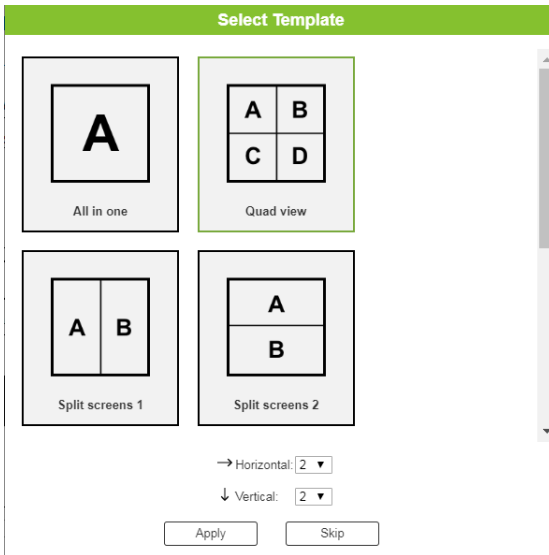 Select Template
A
All in one
A B
C D
Quad view
A B
Split screens 1
A
B
Split screens 2
→ Horizontal: 2 ▼
↓ Vertical: 2 ▼
Apply Skip